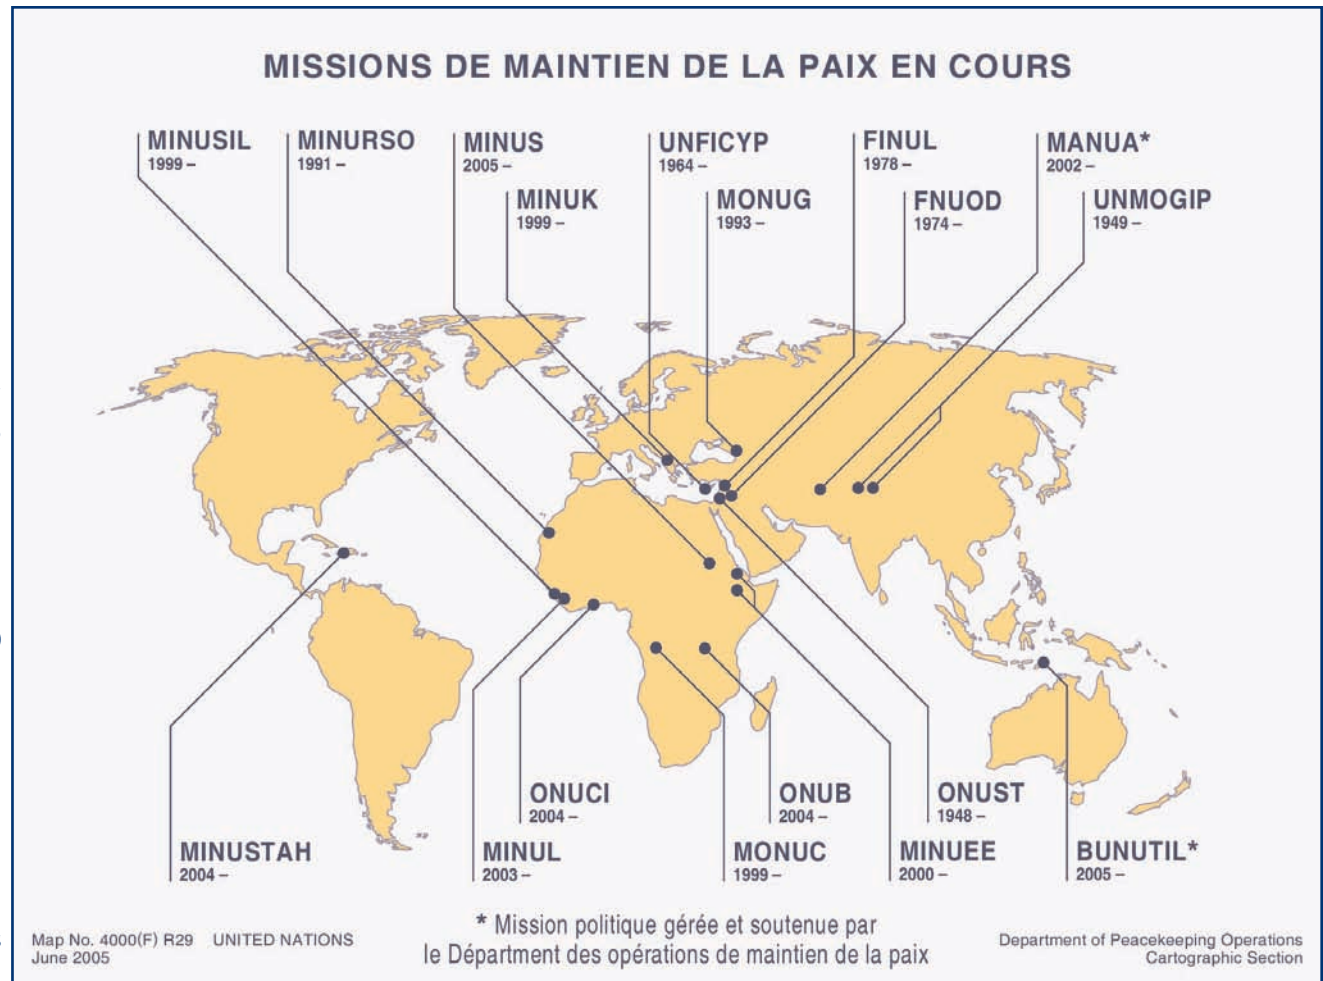 MISSIONS DE MAINTIEN DE LA PAIX EN COURS
MINUSIL
1999 –
MINURSO
1991 –
MINUS
2005 –
MINUK
1999 –
UNFICYP
1964 –
MONUG
1993 –
FINUL
1978 –
FNUOD
1974 –
MANUA*
2002 –
UNMOGIP
1949 –
MINUSTAH
2004 –
ONUCI
2004 –
MINUL
2003 –
ONUB
2004 –
MONUC
1999 –
ONUST
1948 –
MINUEE
2000 –
BUNUTIL*
2005 –
* Mission politique gérée et soutenue par
le Départment des opérations de maintien de la paix
Map No. 4000(F) R29 UNITED NATIONS
June 2005
Department of Peacekeeping Operations
Cartographic Section